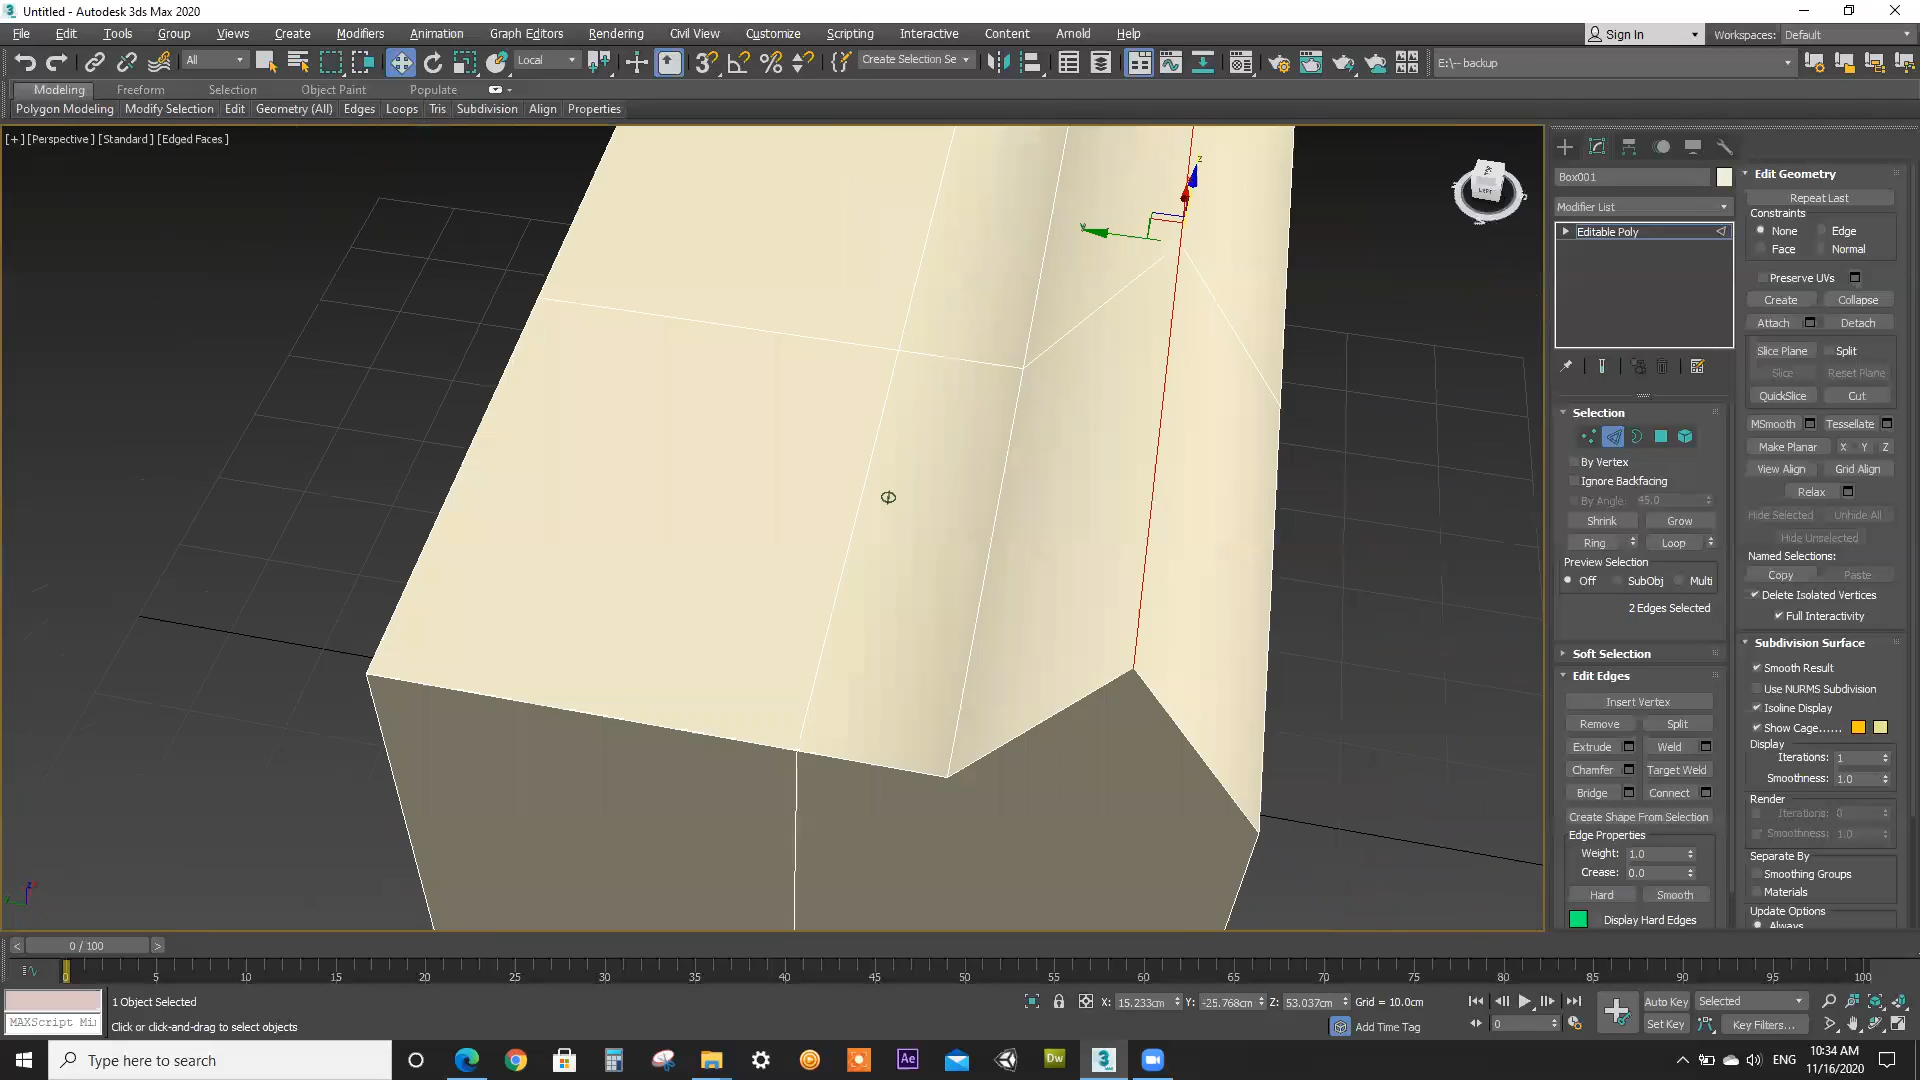 Untitled - Autodesk 3ds Max 2020
File Edit Tools Group Views Create Modifiers Animation Graph Editors Rendering Civil View Customize Scripting Interactive Content Arnold Help
Sign In Workspaces: Default
All Local Create Selection Se E:\-- backup
Modeling Freeform Selection Object Paint Populate
Polygon Modeling Modify Selection Edit Geometry (All) Edges Loops Tris Subdivision Align Properties
[+] [Perspective] [Standard] [Edged Faces]
Box001
Modifier List
Editable Poly
Selection
By Vertex
Ignore Backfacing
By Angle: 45.0
Shrink Grow
Ring Loop
Preview Selection
Off SubObj Multi
2 Edges Selected
Soft Selection
Edit Edges
Insert Vertex
Remove Split
Extrude Weld
Chamfer Target Weld
Bridge Connect
Create Shape From Selection
Edge Properties
Weight: 1.0
Crease: 0.0
Hard Smooth
Display Hard Edges
Edit Geometry
Repeat Last
Constraints
None Edge
Face Normal
Preserve UVs
Create Collapse
Attach Detach
Slice Plane Split
Slice Reset Plane
QuickSlice Cut
MSmooth Tessellate
Make Planar X Y Z
View Align Grid Align
Relax
Hide Selected Unhide All
Hide Unselected
Named Selections:
Copy Paste
Delete Isolated Vertices
Full Interactivity
Subdivision Surface
Smooth Result
Use NURMS Subdivision
Isoline Display
Show Cage......
Display
Iterations: 1
Smoothness: 1.0
Render
Iterations: 0
Smoothness: 1.0
Separate By
Smoothing Groups
Materials
Update Options
Always
0 / 100
0 5 10 15 20 25 30 35 40 45 50 55 60 65 70 75 80 85 90 95 100
1 Object Selected X: 15.233cm Y: -25.768cm Z: 53.037cm Grid = 10.0cm Auto Key Selected
MAXScript Mi Click or click-and-drag to select objects Add Time Tag 0 Set Key Key Filters...
Type here to search
Ae Dw 3 MAX ENG 10:34 AM
11/16/2020